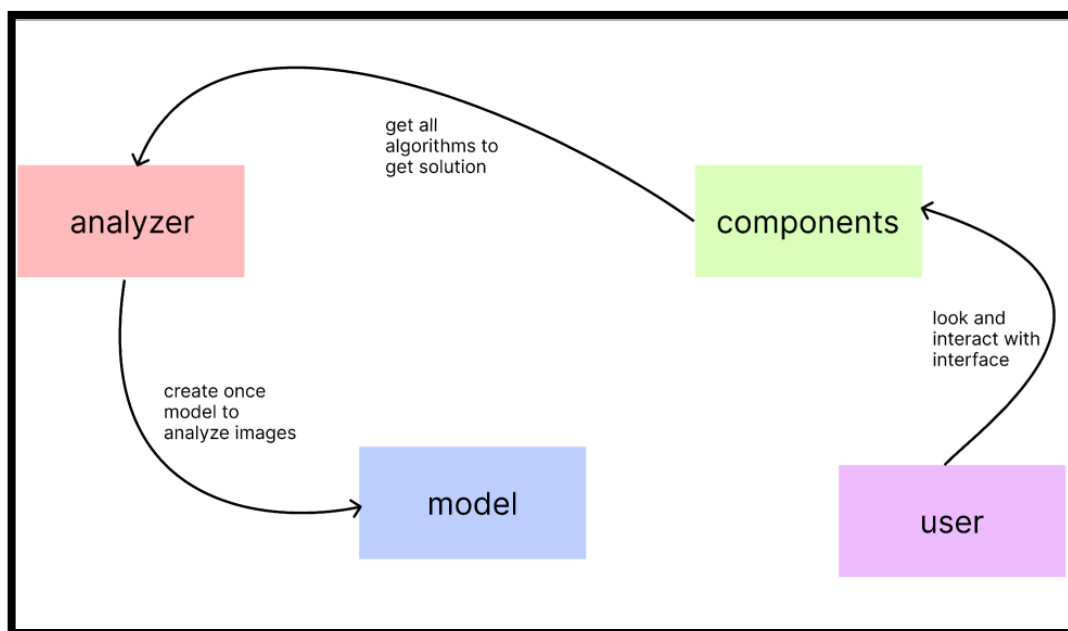 get all
algorithms to
get solution
analyzer
components
look and
interact with
interface
create once
model to
analyze images
model
user